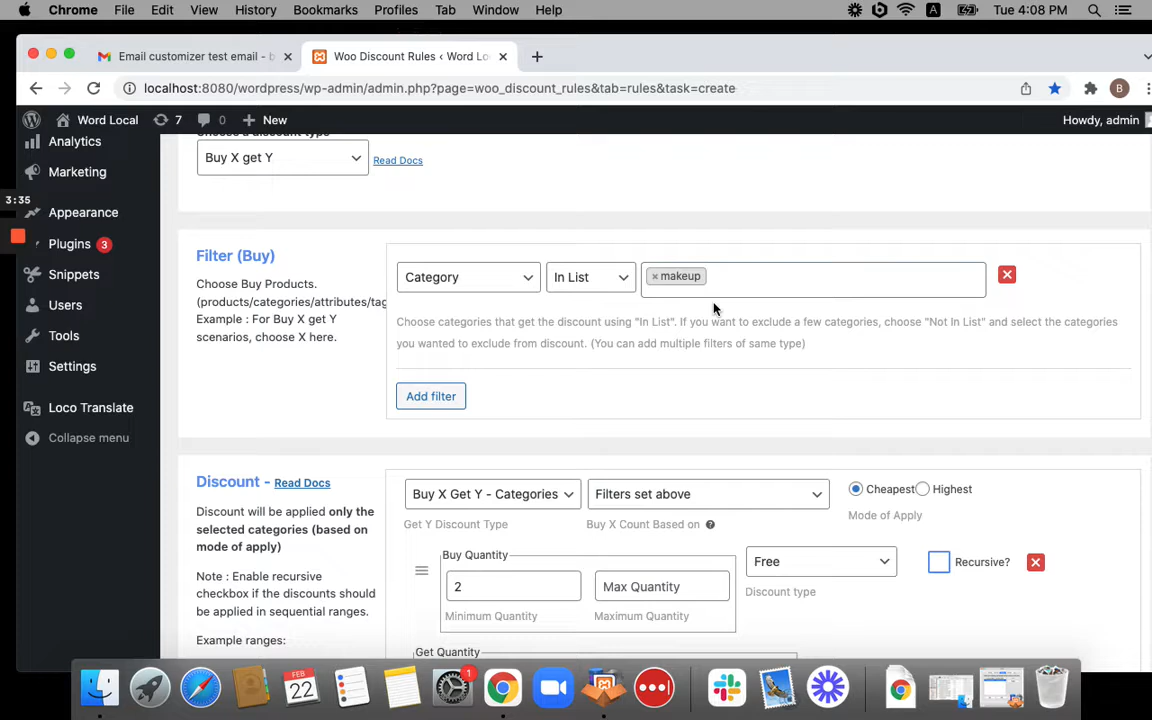 Chrome File Edit View History Bookmarks Profiles Tab Window Help A Tue 4:08 PM
Email customizer test email - b × Woo Discount Rules ‹ Word Lo × +
localhost:8080/wordpress/wp-admin/admin.php?page=woo_discount_rules&tab=rules&task=create B
Word Local 7 0 + New Howdy, admin
Analytics
Marketing
3:35
Appearance
Plugins 3
Snippets
Users
Tools
Settings
Loco Translate
Collapse menu
Buy X get Y Read Docs
Filter (Buy)
Choose Buy Products.
(products/categories/attributes/tag
Example : For Buy X get Y
scenarios, choose X here.
Category In List × makeup
Choose categories that get the discount using "In List". If you want to exclude a few categories, choose "Not In List" and select the categories
you wanted to exclude from discount. (You can add multiple filters of same type)
Add filter
Discount - Read Docs
Discount will be applied only the
selected categories (based on
mode of apply)
Note : Enable recursive
checkbox if the discounts should
be applied in sequential ranges.
Example ranges:
Buy X Get Y - Categories Filters set above Cheapest Highest
Get Y Discount Type Buy X Count Based on ? Mode of Apply
Buy Quantity
2 Max Quantity Free Recursive?
Minimum Quantity Maximum Quantity Discount type
Get Quantity
FEB
22
1